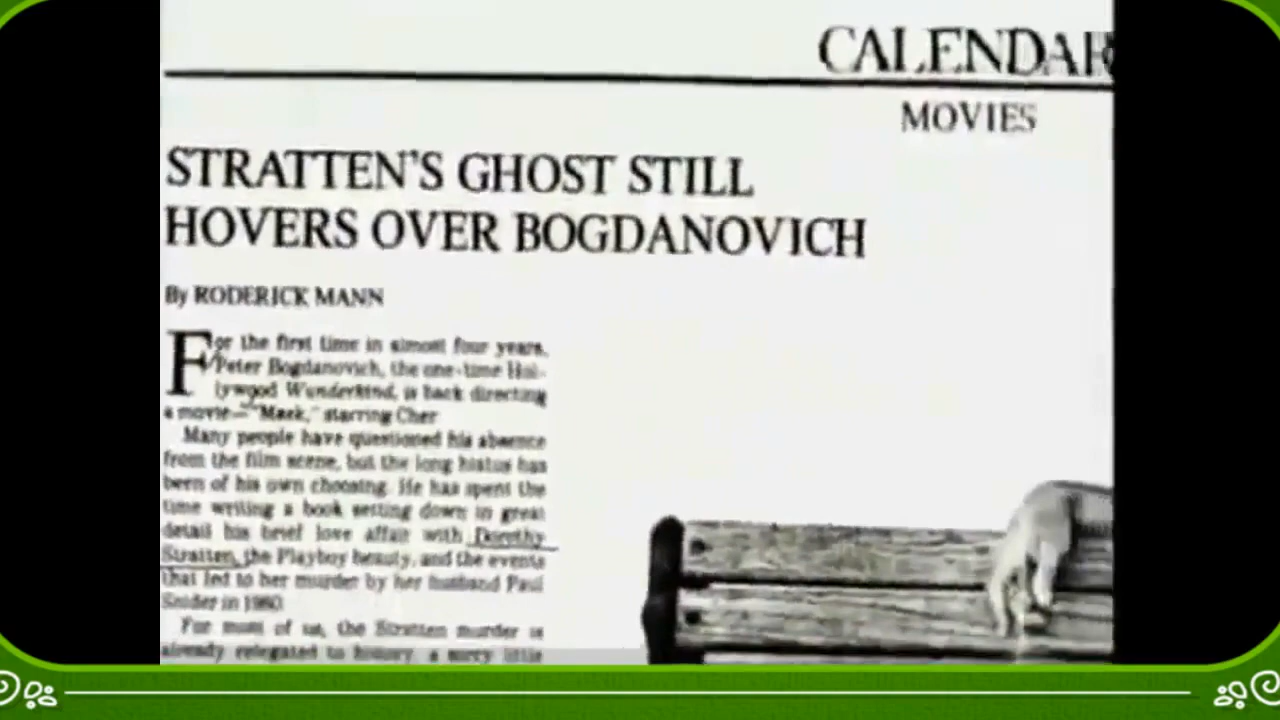 CALENDAR
MOVIES
STRATTEN'S GHOST STILL
HOVERS OVER BOGDANOVICH
By RODERICK MANN
For the first time in almost four years,
Peter Bogdanovich, the one-time Hol-
lywood Wunderkind, is back directing
a movie—"Mask," starring Cher.
Many people have questioned his absence
from the film scene, but the long hiatus has
been of his own choosing. He has spent the
time writing a book setting down in great
detail his brief love affair with Dorothy
Stratten, the Playboy beauty, and the events
that led to her murder by her husband Paul
Snider in 1980.
For most of us, the Stratten murder is
already relegated to history, a sorry little